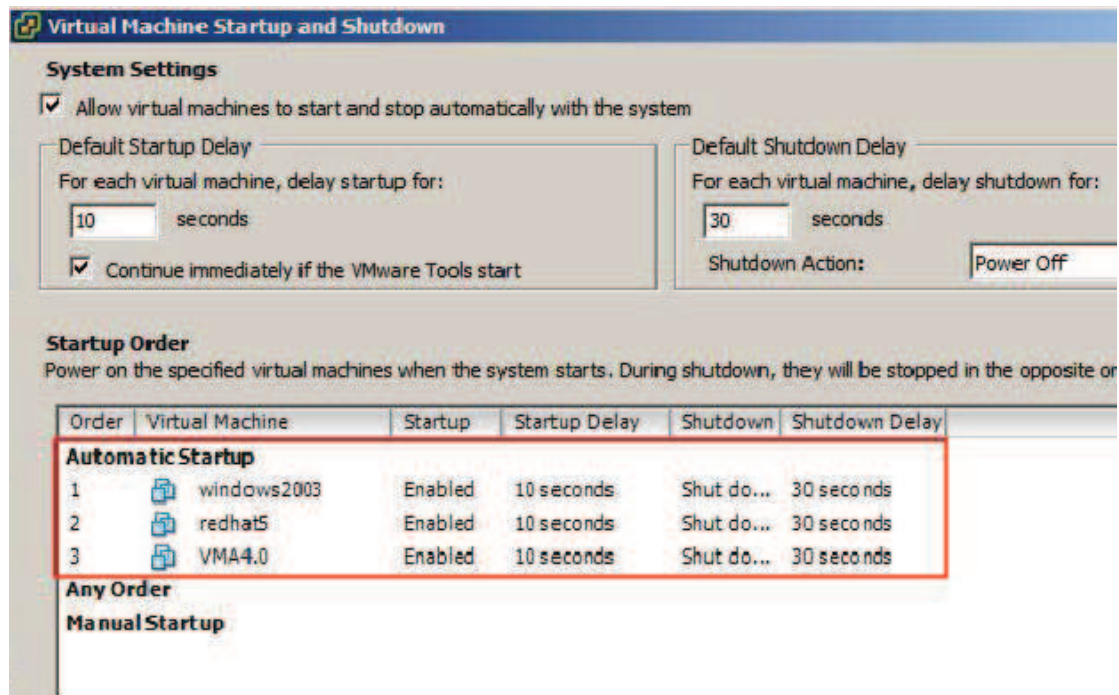 Virtual Machine Startup and Shutdown
System Settings
Allow virtual machines to start and stop automatically with the system
Default Startup Delay
For each virtual machine, delay startup for:
10 seconds
Continue immediately if the VMware Tools start
Default Shutdown Delay
For each virtual machine, delay shutdown for:
30 seconds
Shutdown Action: Power Off
Startup Order
Power on the specified virtual machines when the system starts. During shutdown, they will be stopped in the opposite or
Order Virtual Machine Startup Startup Delay Shutdown Shutdown Delay
Automatic Startup
1 windows2003 Enabled 10 seconds Shut do... 30 seconds
2 redhat5 Enabled 10 seconds Shut do... 30 seconds
3 VMA4.0 Enabled 10 seconds Shut do... 30 seconds
Any Order
Manual Startup